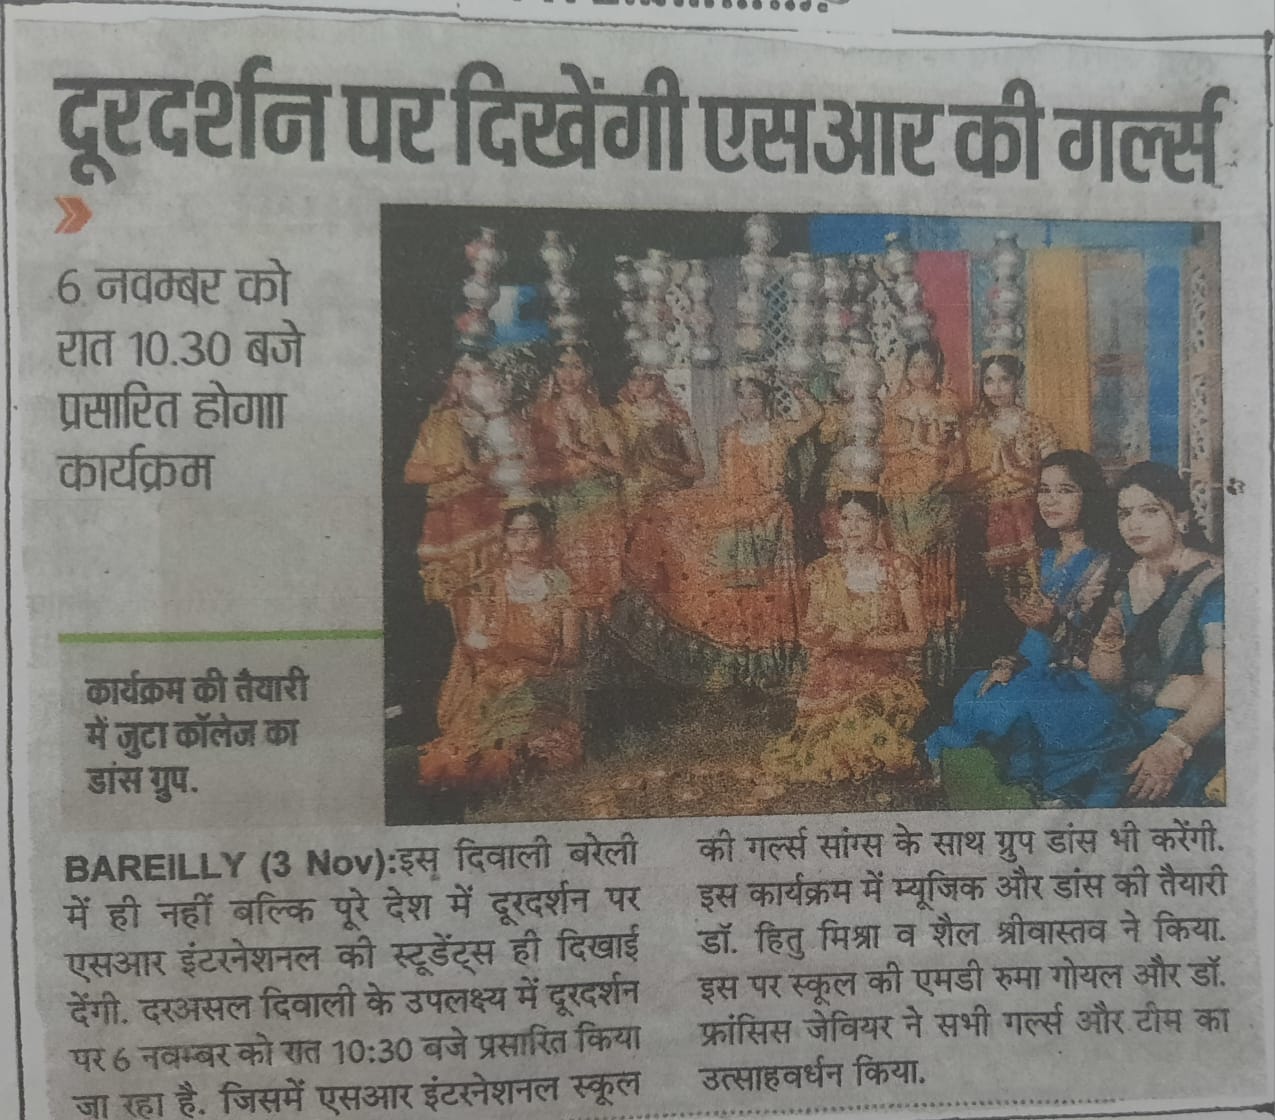 दूरदर्शन पर दिखेंगी एसआर की गर्ल्स
6 नवम्बर को
रात 10.30 बजे
प्रसारित होगाा
कार्यक्रम
कार्यक्रम की तैयारी
में जुटा कॉलेज का
डांस ग्रुप.
BAREILLY (3 Nov):इस दिवाली बरेली
में ही नहीं बल्कि पूरे देश में दूरदर्शन पर
एसआर इंटरनेशनल की स्टूडेंट्स ही दिखाई
देंगी. दरअसल दिवाली के उपलक्ष्य में दूरदर्शन
पर 6 नवम्बर को रात 10:30 बजे प्रसारित किया
जा रहा है. जिसमें एसआर इंटरनेशनल स्कूल
की गर्ल्स सांग्स के साथ ग्रुप डांस भी करेंगी.
इस कार्यक्रम में म्यूजिक और डांस की तैयारी
डॉ. हितु मिश्रा व शैल श्रीवास्तव ने किया.
इस पर स्कूल की एमडी रुमा गोयल और डॉ.
फ्रांसिस जेवियर ने सभी गर्ल्स और टीम का
उत्साहवर्धन किया.